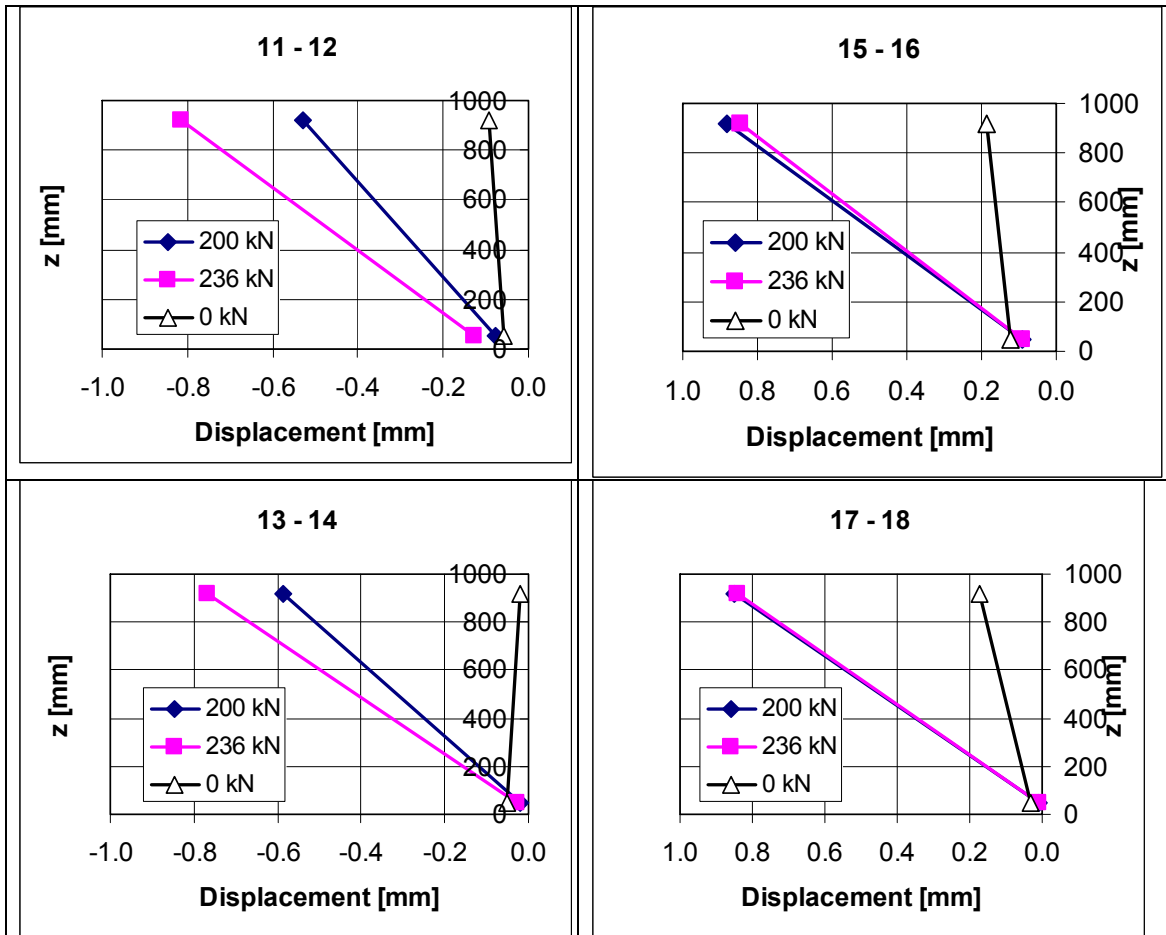 11 - 12
1000
800
600
400
200
0
z [mm]
200 kN
236 kN
0 kN
-1.0 -0.8 -0.6 -0.4 -0.2 0.0
Displacement [mm]
15 - 16
1000
800
600
400
200
0
z [mm]
200 kN
236 kN
0 kN
1.0 0.8 0.6 0.4 0.2 0.0
Displacement [mm]
13 - 14
1000
800
600
400
200
0
z [mm]
200 kN
236 kN
0 kN
-1.0 -0.8 -0.6 -0.4 -0.2 0.0
Displacement [mm]
17 - 18
1000
800
600
400
200
0
z [mm]
200 kN
236 kN
0 kN
1.0 0.8 0.6 0.4 0.2 0.0
Displacement [mm]